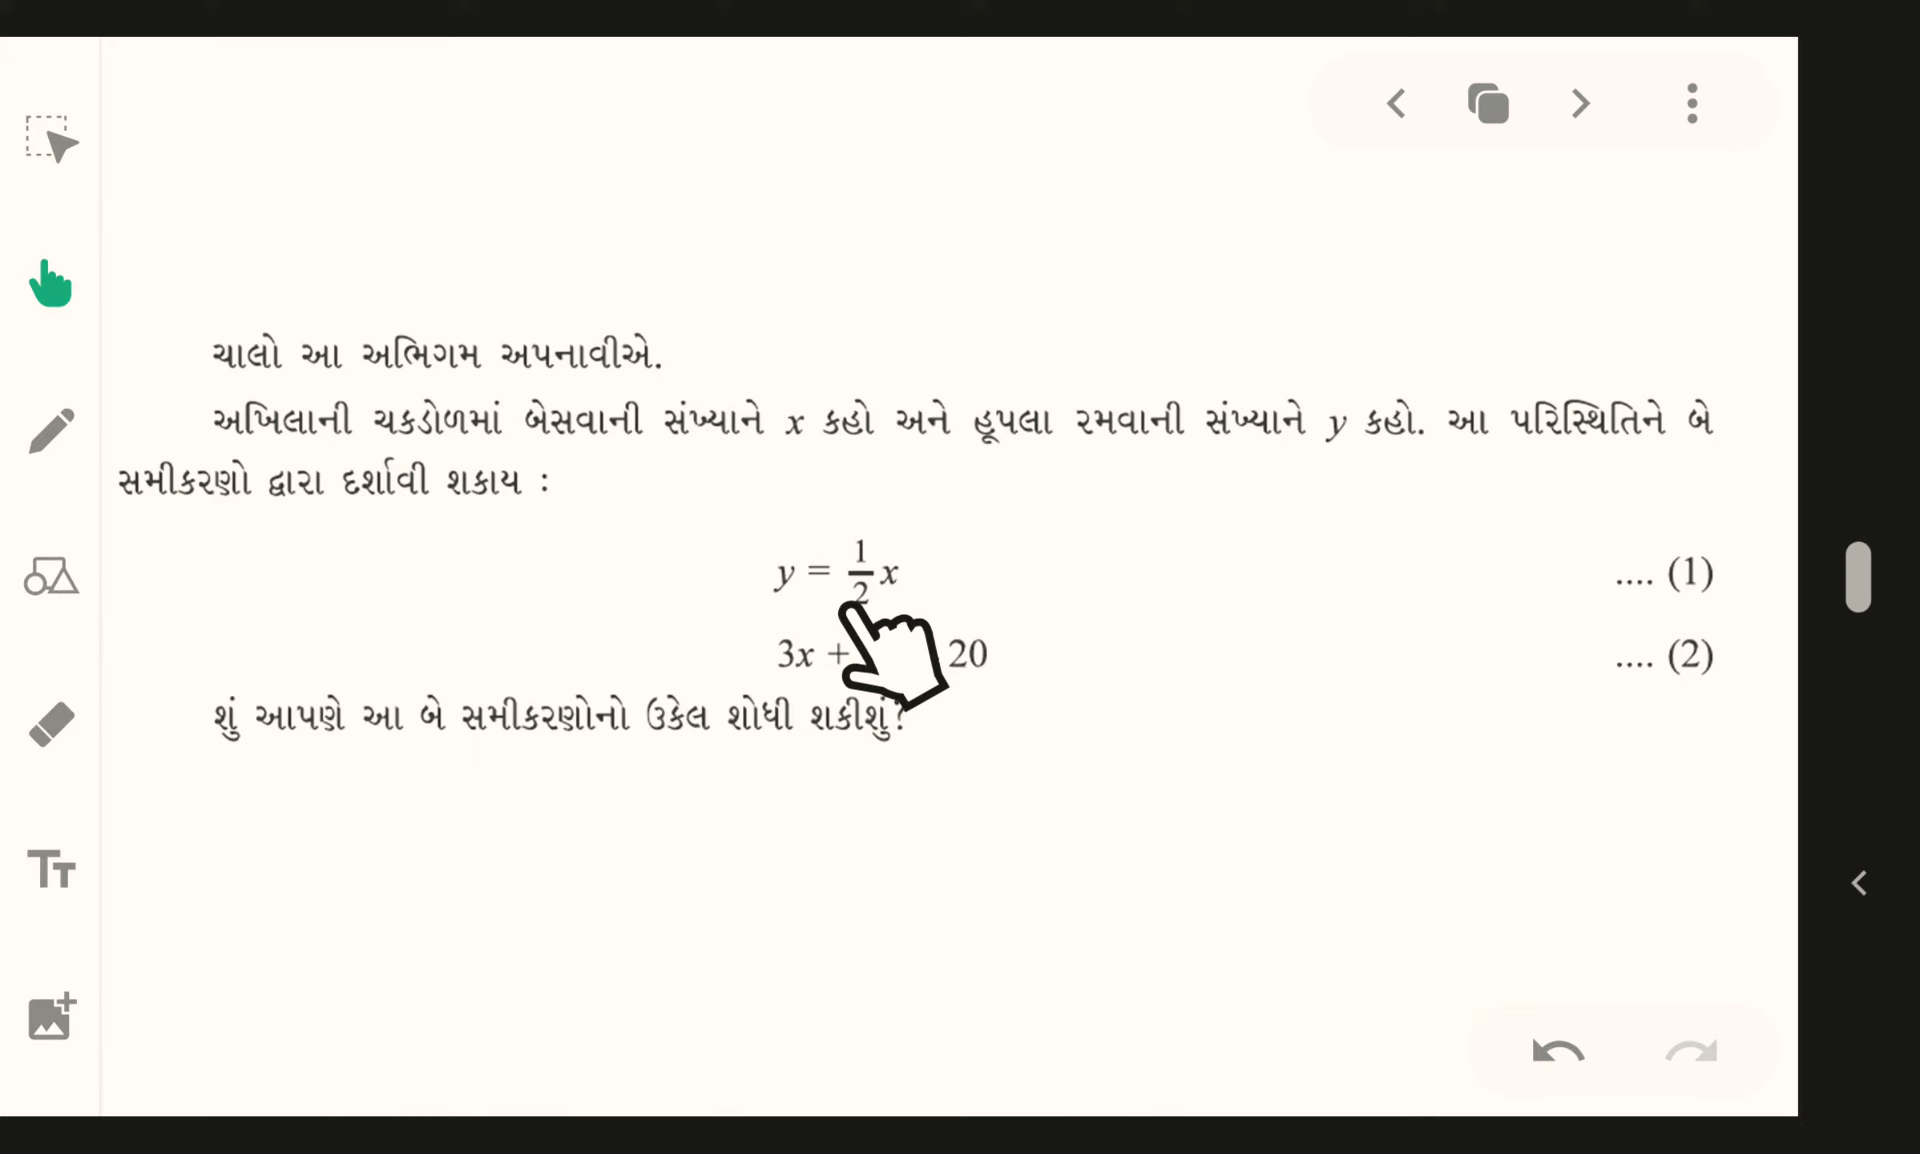 ચાલો આ અભિગમ અપનાવીએ.
અખિલાની ચકડોળમાં બેસવાની સંખ્યાને x કહો અને હૂપલા રમવાની સંખ્યાને y કહો. આ પરિસ્થિતિને બે
સમીકરણો દ્વારા દર્શાવી શકાય :
y = 1/2 x .... (1)
3x + 20 .... (2)
શું આપણે આ બે સમીકરણોનો ઉકેલ શોધી શકીશું?